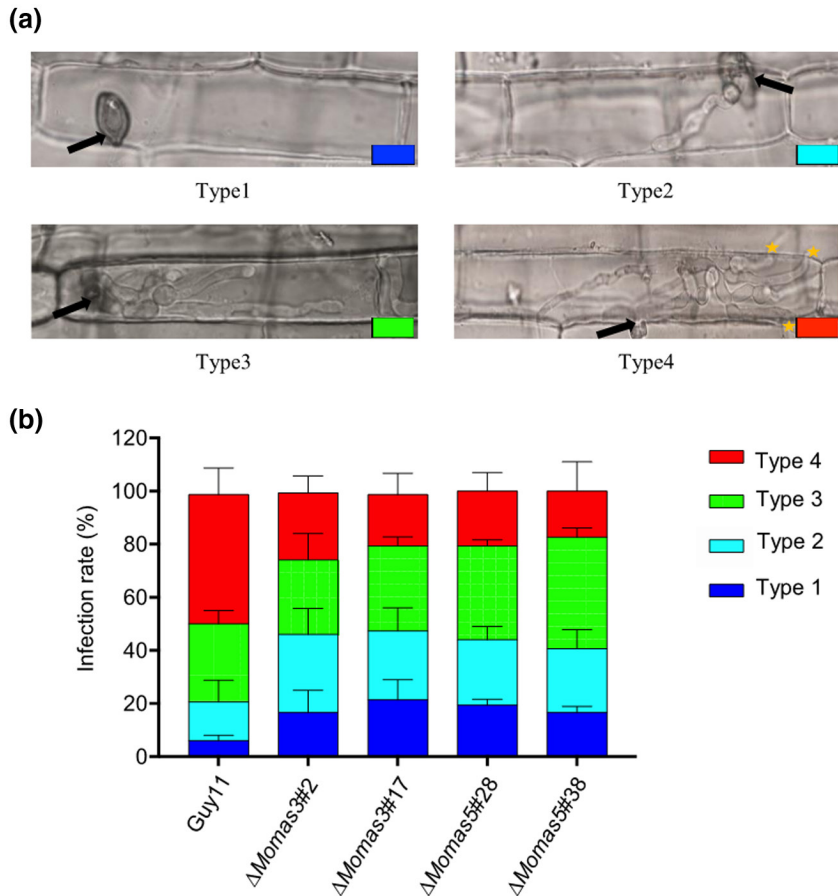 (a)
Type1
Type2
Type3
Type4
(b)
120
100
80
60
40
20
0
Infection rate (%)
Guy11
ΔMomas3#2
ΔMomas3#17
ΔMomas5#28
ΔMomas5#38
Type 4
Type 3
Type 2
Type 1